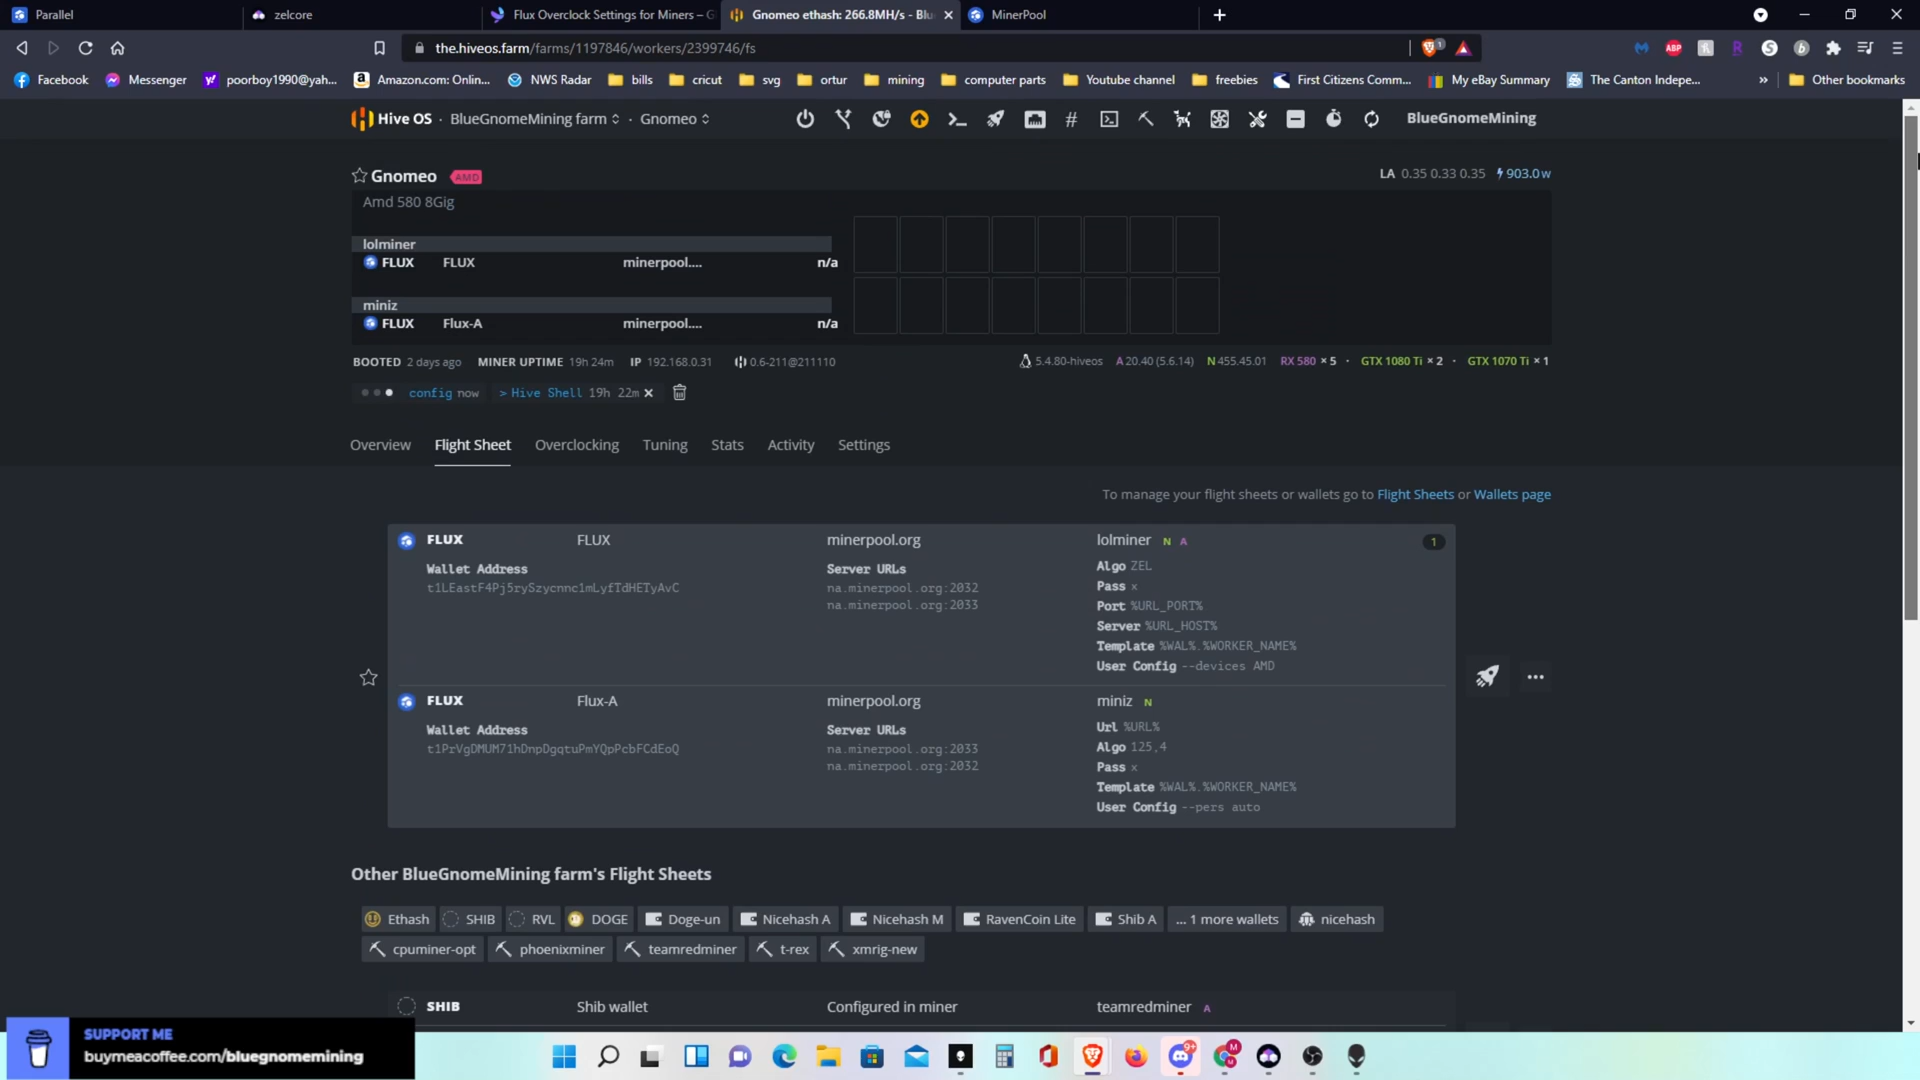 Parallel
zelcore
Flux Overclock Settings for Miners – G
Gnomeo ethash: 266.8MH/s - Blu
MinerPool
the.hiveos.farm/farms/1197846/workers/2399746/fs
Facebook
Messenger
poorboy1990@yah...
Amazon.com: Onlin...
NWS Radar
bills
cricut
svg
ortur
mining
computer parts
Youtube channel
freebies
First Citizens Comm...
My eBay Summary
The Canton Indepe...
Other bookmarks
Hive OS · BlueGnomeMining farm · Gnomeo
BlueGnomeMining
Gnomeo AMD
LA 0.35 0.33 0.35 903.0w
Amd 580 8Gig
lolminer
FLUX FLUX minerpool.... n/a
miniz
FLUX Flux-A minerpool.... n/a
BOOTED 2 days ago MINER UPTIME 19h 24m IP 192.168.0.31 0.6-211@211110
5.4.80-hiveos A 20.40 (5.6.14) N 455.45.01 RX 580 × 5 · GTX 1080 Ti × 2 · GTX 1070 Ti × 1
config now > Hive Shell 19h 22m ×
Overview Flight Sheet Overclocking Tuning Stats Activity Settings
To manage your flight sheets or wallets go to Flight Sheets or Wallets page
FLUX FLUX minerpool.org lolminer N A 1
Wallet Address Server URLs Algo ZEL
t1LEastF4Pj5rySzycnnc1mLyfTdHETyAvC na.minerpool.org:2032 Pass x
na.minerpool.org:2033 Port %URL_PORT%
Server %URL_HOST%
Template %WAL%.%WORKER_NAME%
User Config --devices AMD
FLUX Flux-A minerpool.org miniz N
Wallet Address Server URLs Url %URL%
t1PrVgDMUM71hDnpDgqtuPmYQpPcbFCdEoQ na.minerpool.org:2033 Algo 125,4
na.minerpool.org:2032 Pass x
Template %WAL%.%WORKER_NAME%
User Config --pers auto
Other BlueGnomeMining farm's Flight Sheets
Ethash SHIB RVL DOGE Doge-un Nicehash A Nicehash M RavenCoin Lite Shib A ... 1 more wallets nicehash
cpuminer-opt phoenixminer teamredminer t-rex xmrig-new
SHIB Shib wallet Configured in miner teamredminer A
SUPPORT ME
buymeacoffee.com/bluegnomemining